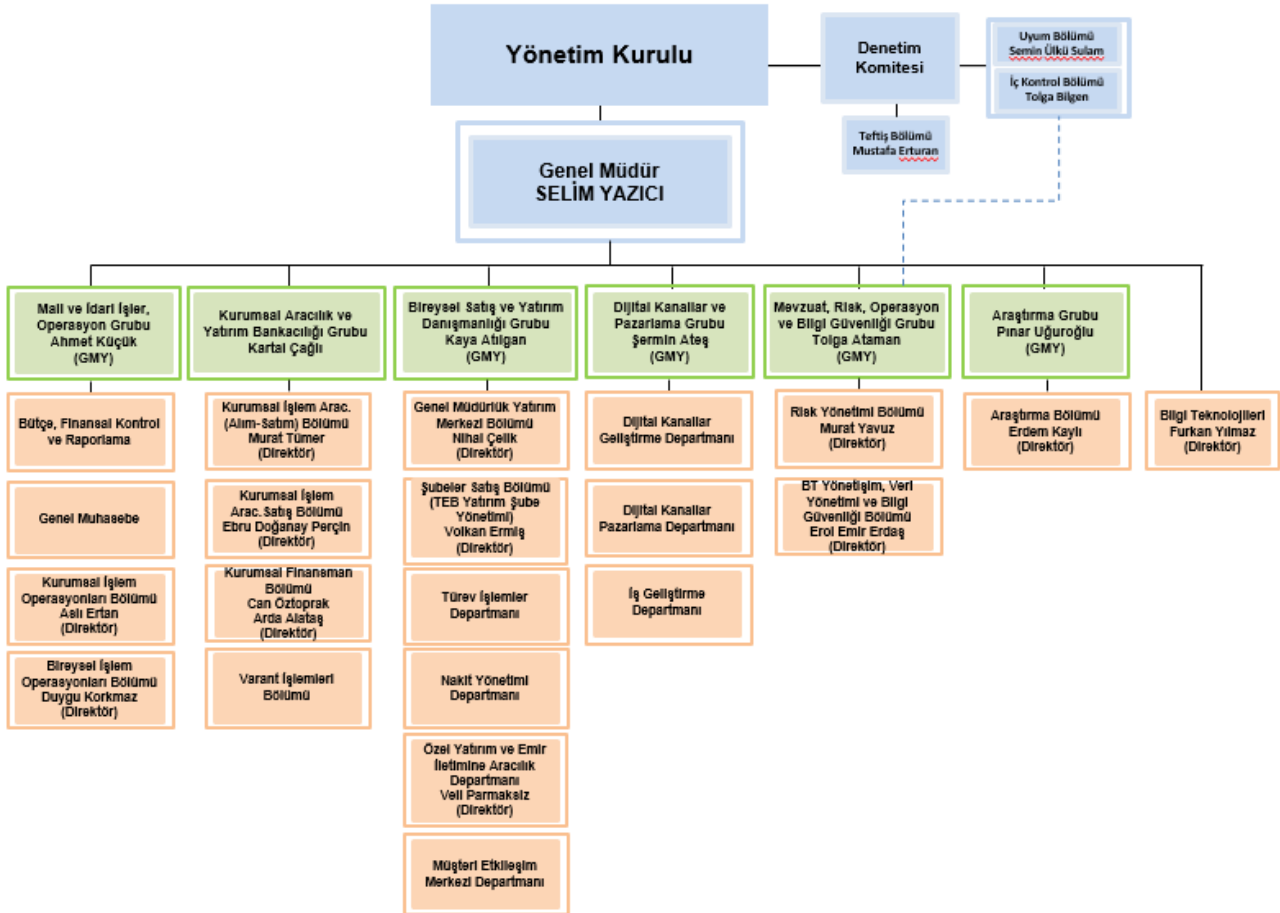 Yönetim Kurulu
Denetim
Komitesi
Uyum Bölümü
Semin Ülkü Sulam
İç Kontrol Bölümü
Tolga Bilgen
Teftiş Bölümü
Mustafa Erturan
Genel Müdür
SELİM YAZICI
Mali ve İdari İşler,
Operasyon Grubu
Ahmet Küçük
(GMY)
Kurumsal Aracılık ve
Yatırım Bankacılığı Grubu
Kartal Çağlı
Bireysel Satış ve Yatırım
Danışmanlığı Grubu
Kaya Atılgan
(GMY)
Dijital Kanallar ve
Pazarlama Grubu
Şermin Ateş
(GMY)
Mevzuat, Risk, Operasyon
ve Bilgi Güvenliği Grubu
Tolga Ataman
(GMY)
Araştırma Grubu
Pınar Uğuroğlu
(GMY)
Bütçe, Finansal Kontrol
ve Raporlama
Kurumsal İşlem Arac.
(Alım-Satım) Bölümü
Murat Tümer
(Direktör)
Genel Müdürlük Yatırım
Merkezi Bölümü
Nihal Çelik
(Direktör)
Dijital Kanallar
Geliştirme Departmanı
Risk Yönetimi Bölümü
Murat Yavuz
(Direktör)
Araştırma Bölümü
Erdem Kaylı
(Direktör)
Bilgi Teknolojileri
Furkan Yılmaz
(Direktör)
Genel Muhasebe
Kurumsal İşlem
Arac.Satış Bölümü
Ebru Doğanay Perçin
(Direktör)
Şubeler Satış Bölümü
(TEB Yatırım Şube
Yönetimi)
Volkan Ermiş
(Direktör)
Dijital Kanallar
Pazarlama Departmanı
BT Yönetişim, Veri
Yönetimi ve Bilgi
Güvenliği Bölümü
Erol Emir Erdaş
(Direktör)
Kurumsal İşlem
Operasyonları Bölümü
Aslı Ertan
(Direktör)
Kurumsal Finansman
Bölümü
Can Öztoprak
Arda Alataş
(Direktör)
Türev İşlemler
Departmanı
İş Geliştirme
Departmanı
Bireysel İşlem
Operasyonları Bölümü
Duygu Korkmaz
(Direktör)
Varant İşlemleri
Bölümü
Nakit Yönetimi
Departmanı
Özel Yatırım ve Emir
İletimine Aracılık
Departmanı
Veli Parmaksız
(Direktör)
Müşteri Etkileşim
Merkezi Departmanı